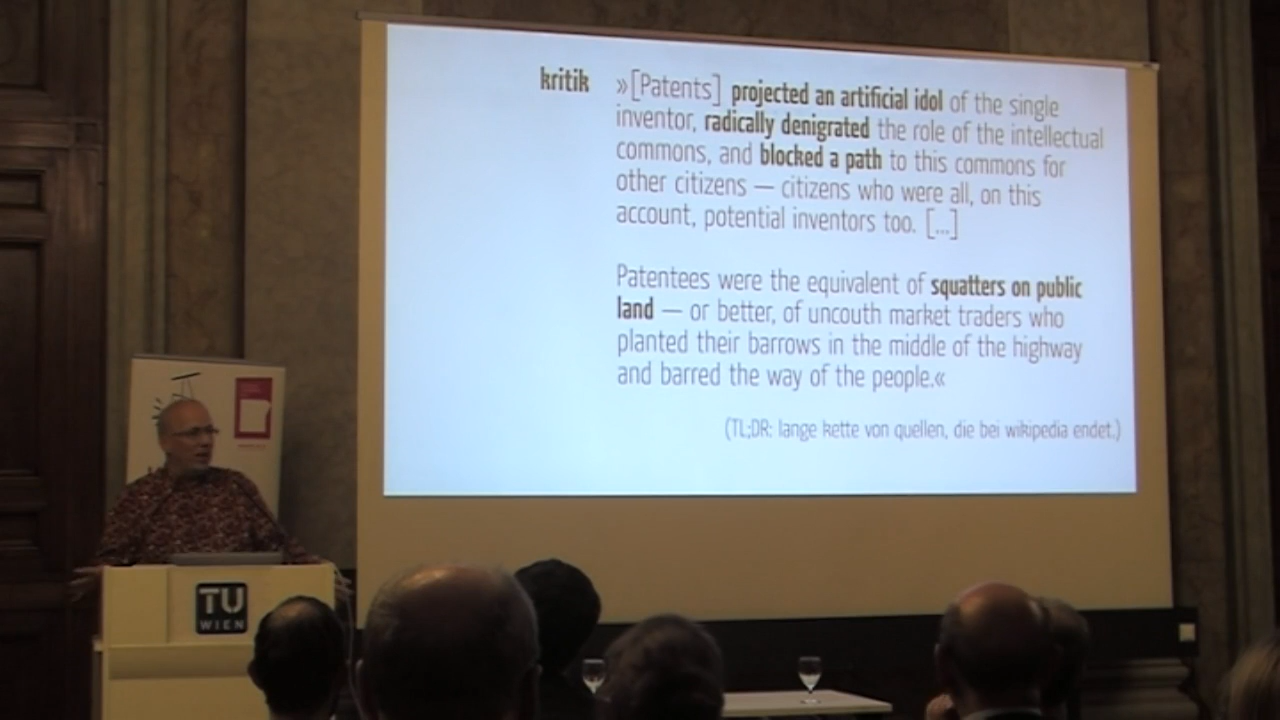 kritik »[Patents] projected an artificial idol of the single
inventor, radically denigrated the role of the intellectual
commons, and blocked a path to this commons for
other citizens — citizens who were all, on this
account, potential inventors too. [...]
Patentees were the equivalent of squatters on public
land — or better, of uncouth market traders who
planted their barrows in the middle of the highway
and barred the way of the people.«
(TL;DR: lange kette von quellen, die bei wikipedia endet.)
TU
WIEN